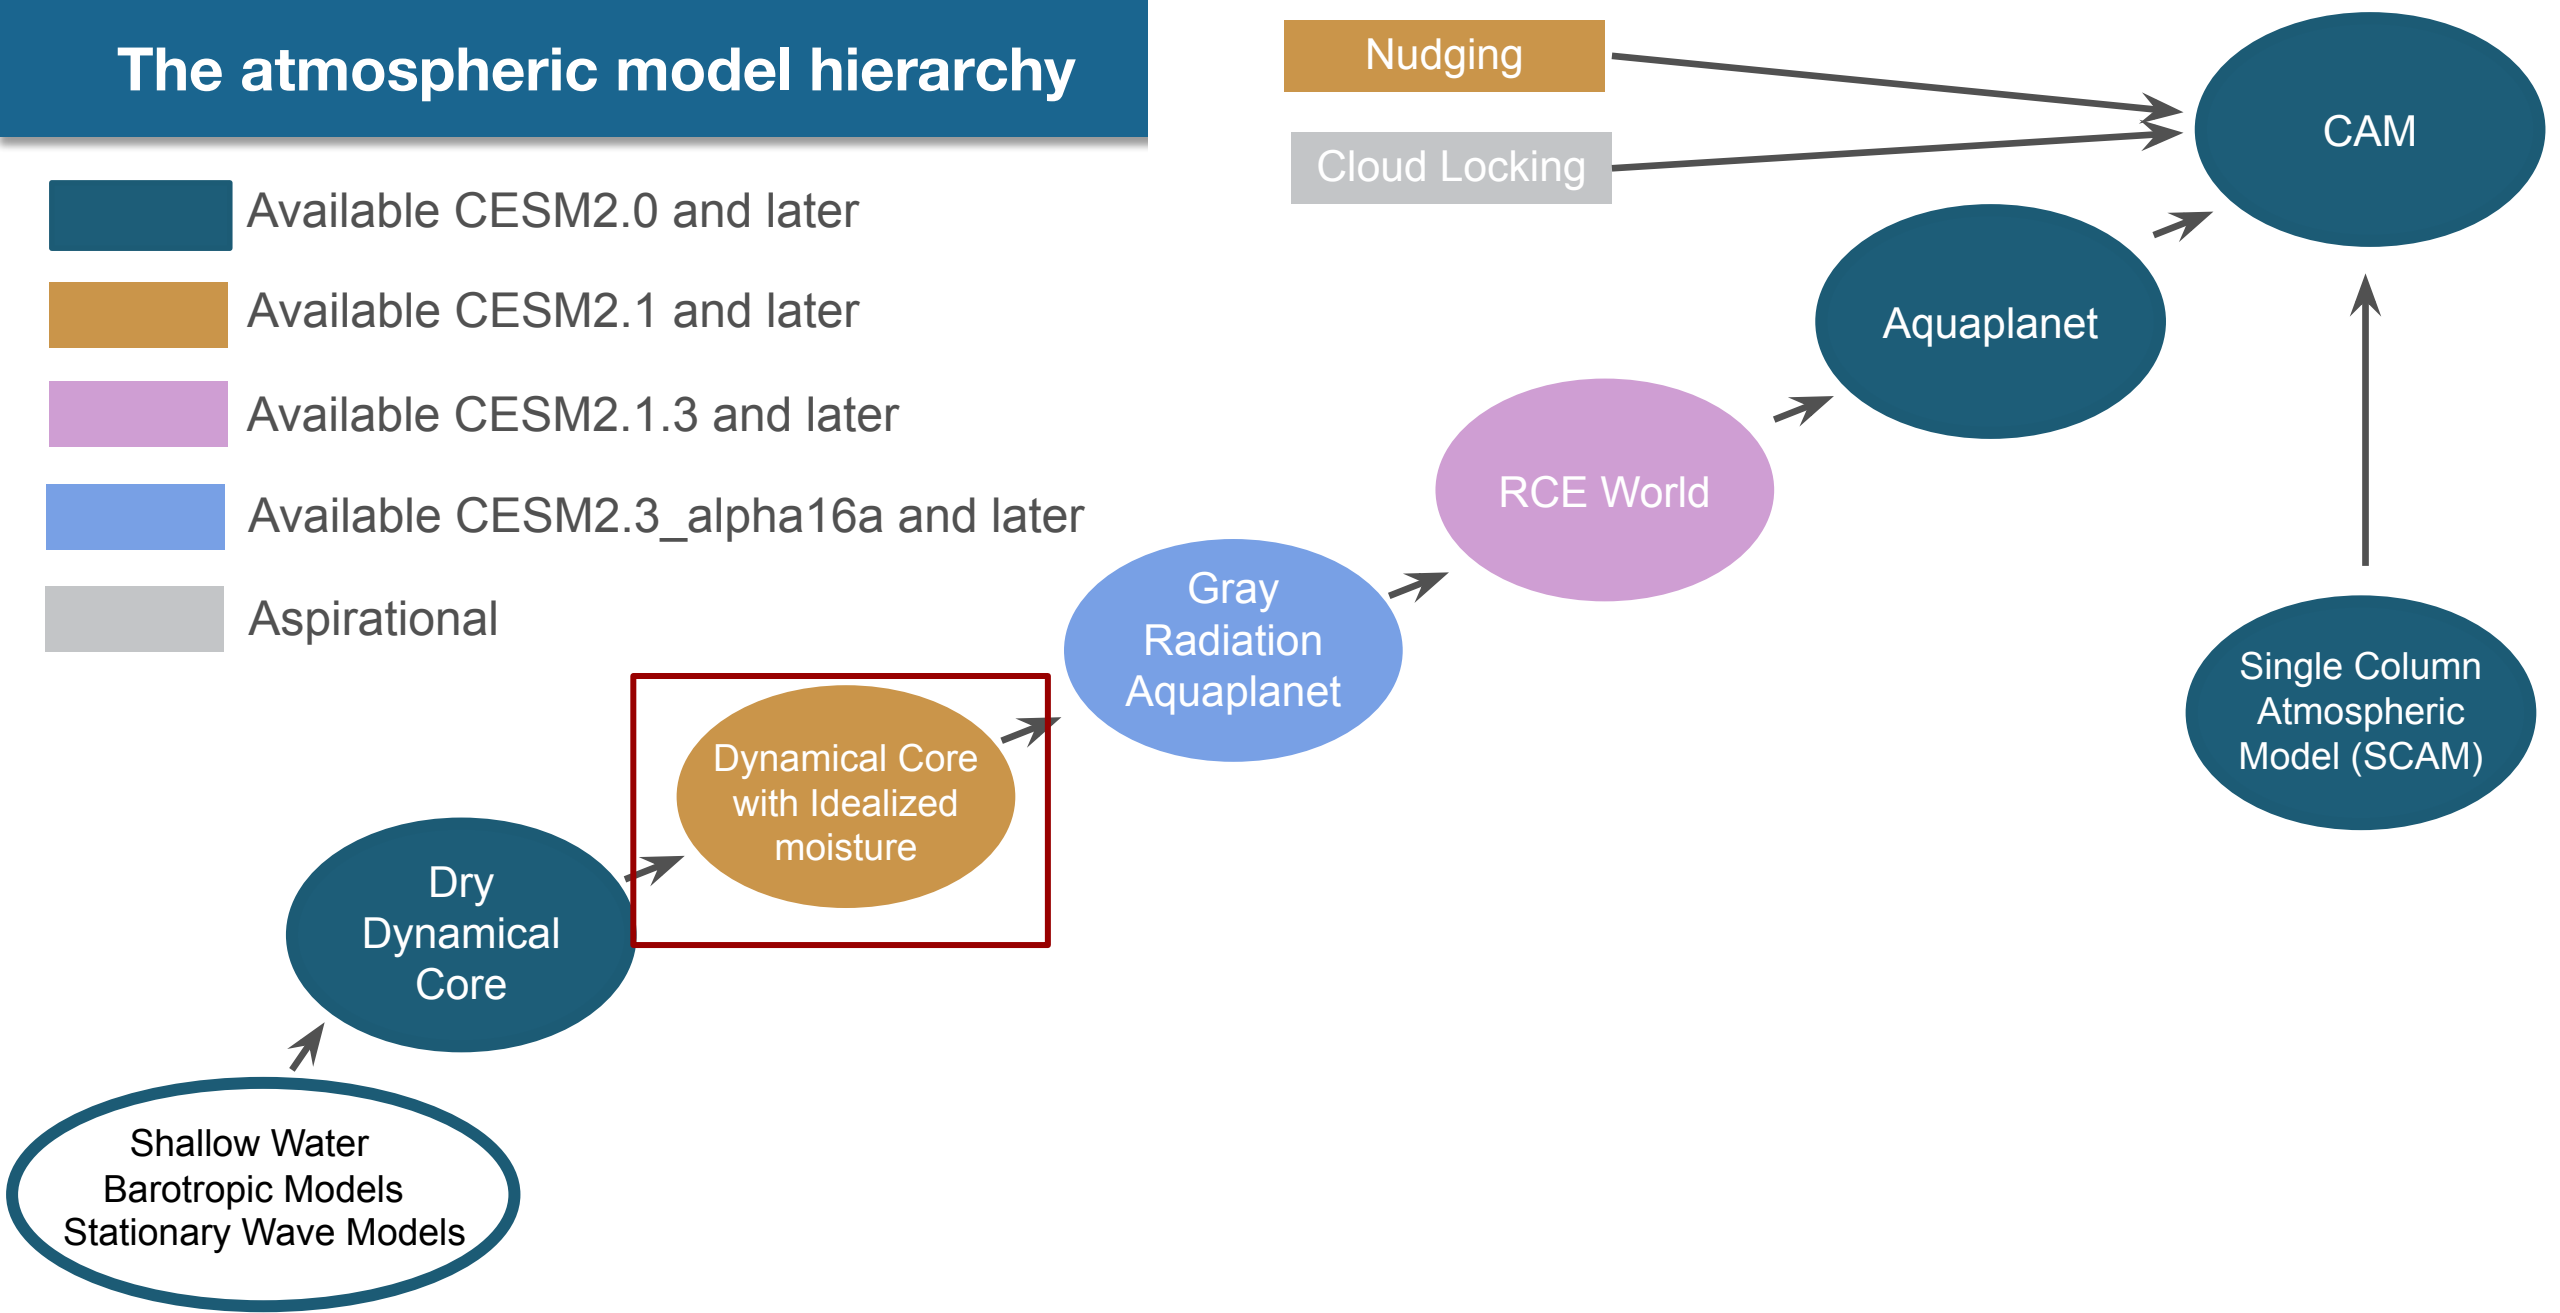 The atmospheric model hierarchy
Available CESM2.0 and later
Available CESM2.1 and later
Available CESM2.1.3 and later
Available CESM2.3_alpha16a and later
Aspirational
Nudging
Cloud Locking
CAM
Aquaplanet
RCE World
Gray
Radiation
Aquaplanet
Single Column
Atmospheric
Model (SCAM)
Dynamical Core
with Idealized
moisture
Dry
Dynamical
Core
Shallow Water
Barotropic Models
Stationary Wave Models